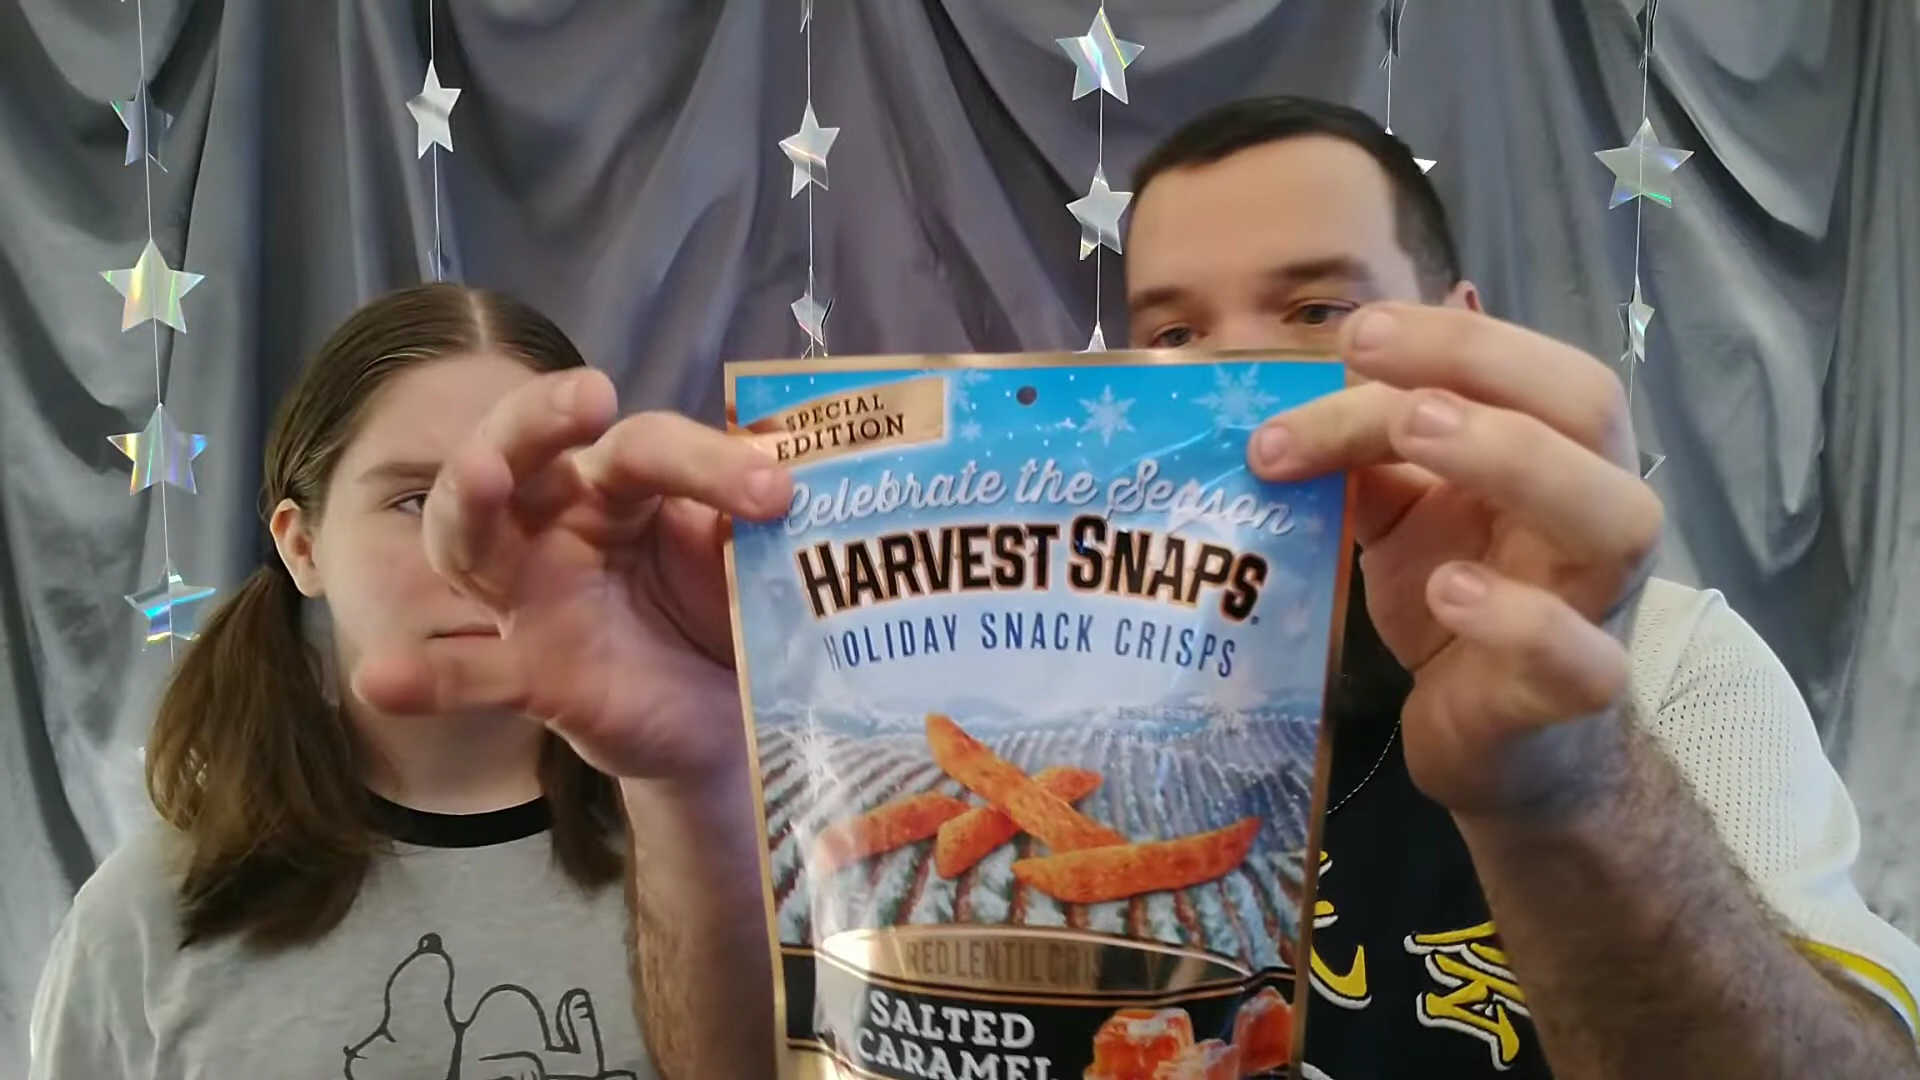 SPECIAL
EDITION
Celebrate the Season
HARVEST SNAPS
HOLIDAY SNACK CRISPS
RED LENTIL
SALTED
CARAMEL